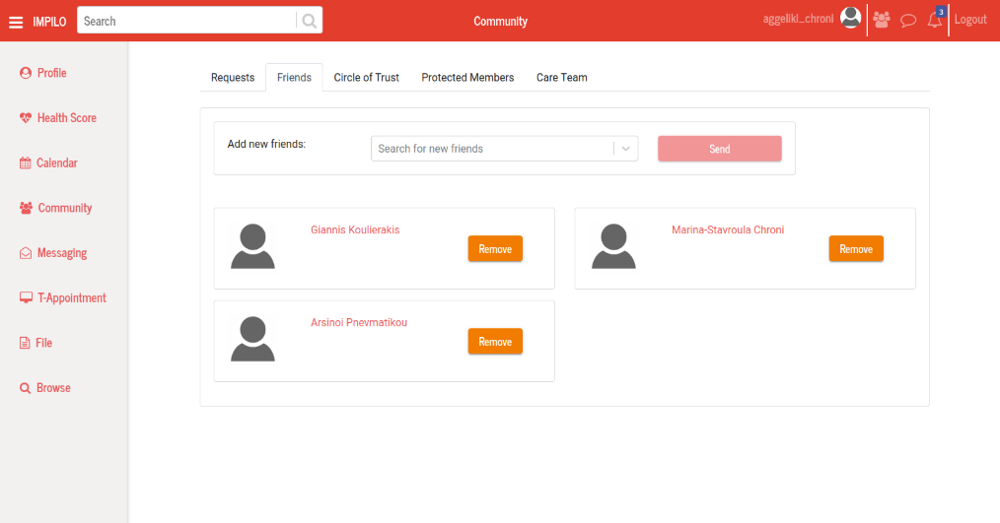 IMPILO
Search
Community
aggeliki_chroni
3
Logout
Profile
Health Score
Calendar
Community
Messaging
T-Appointment
File
Browse
Requests Friends Circle of Trust Protected Members Care Team
Add new friends:
Search for new friends
Send
Giannis Koulierakis
Remove
Marina-Stavroula Chroni
Remove
Arsinoi Pnevmatikou
Remove